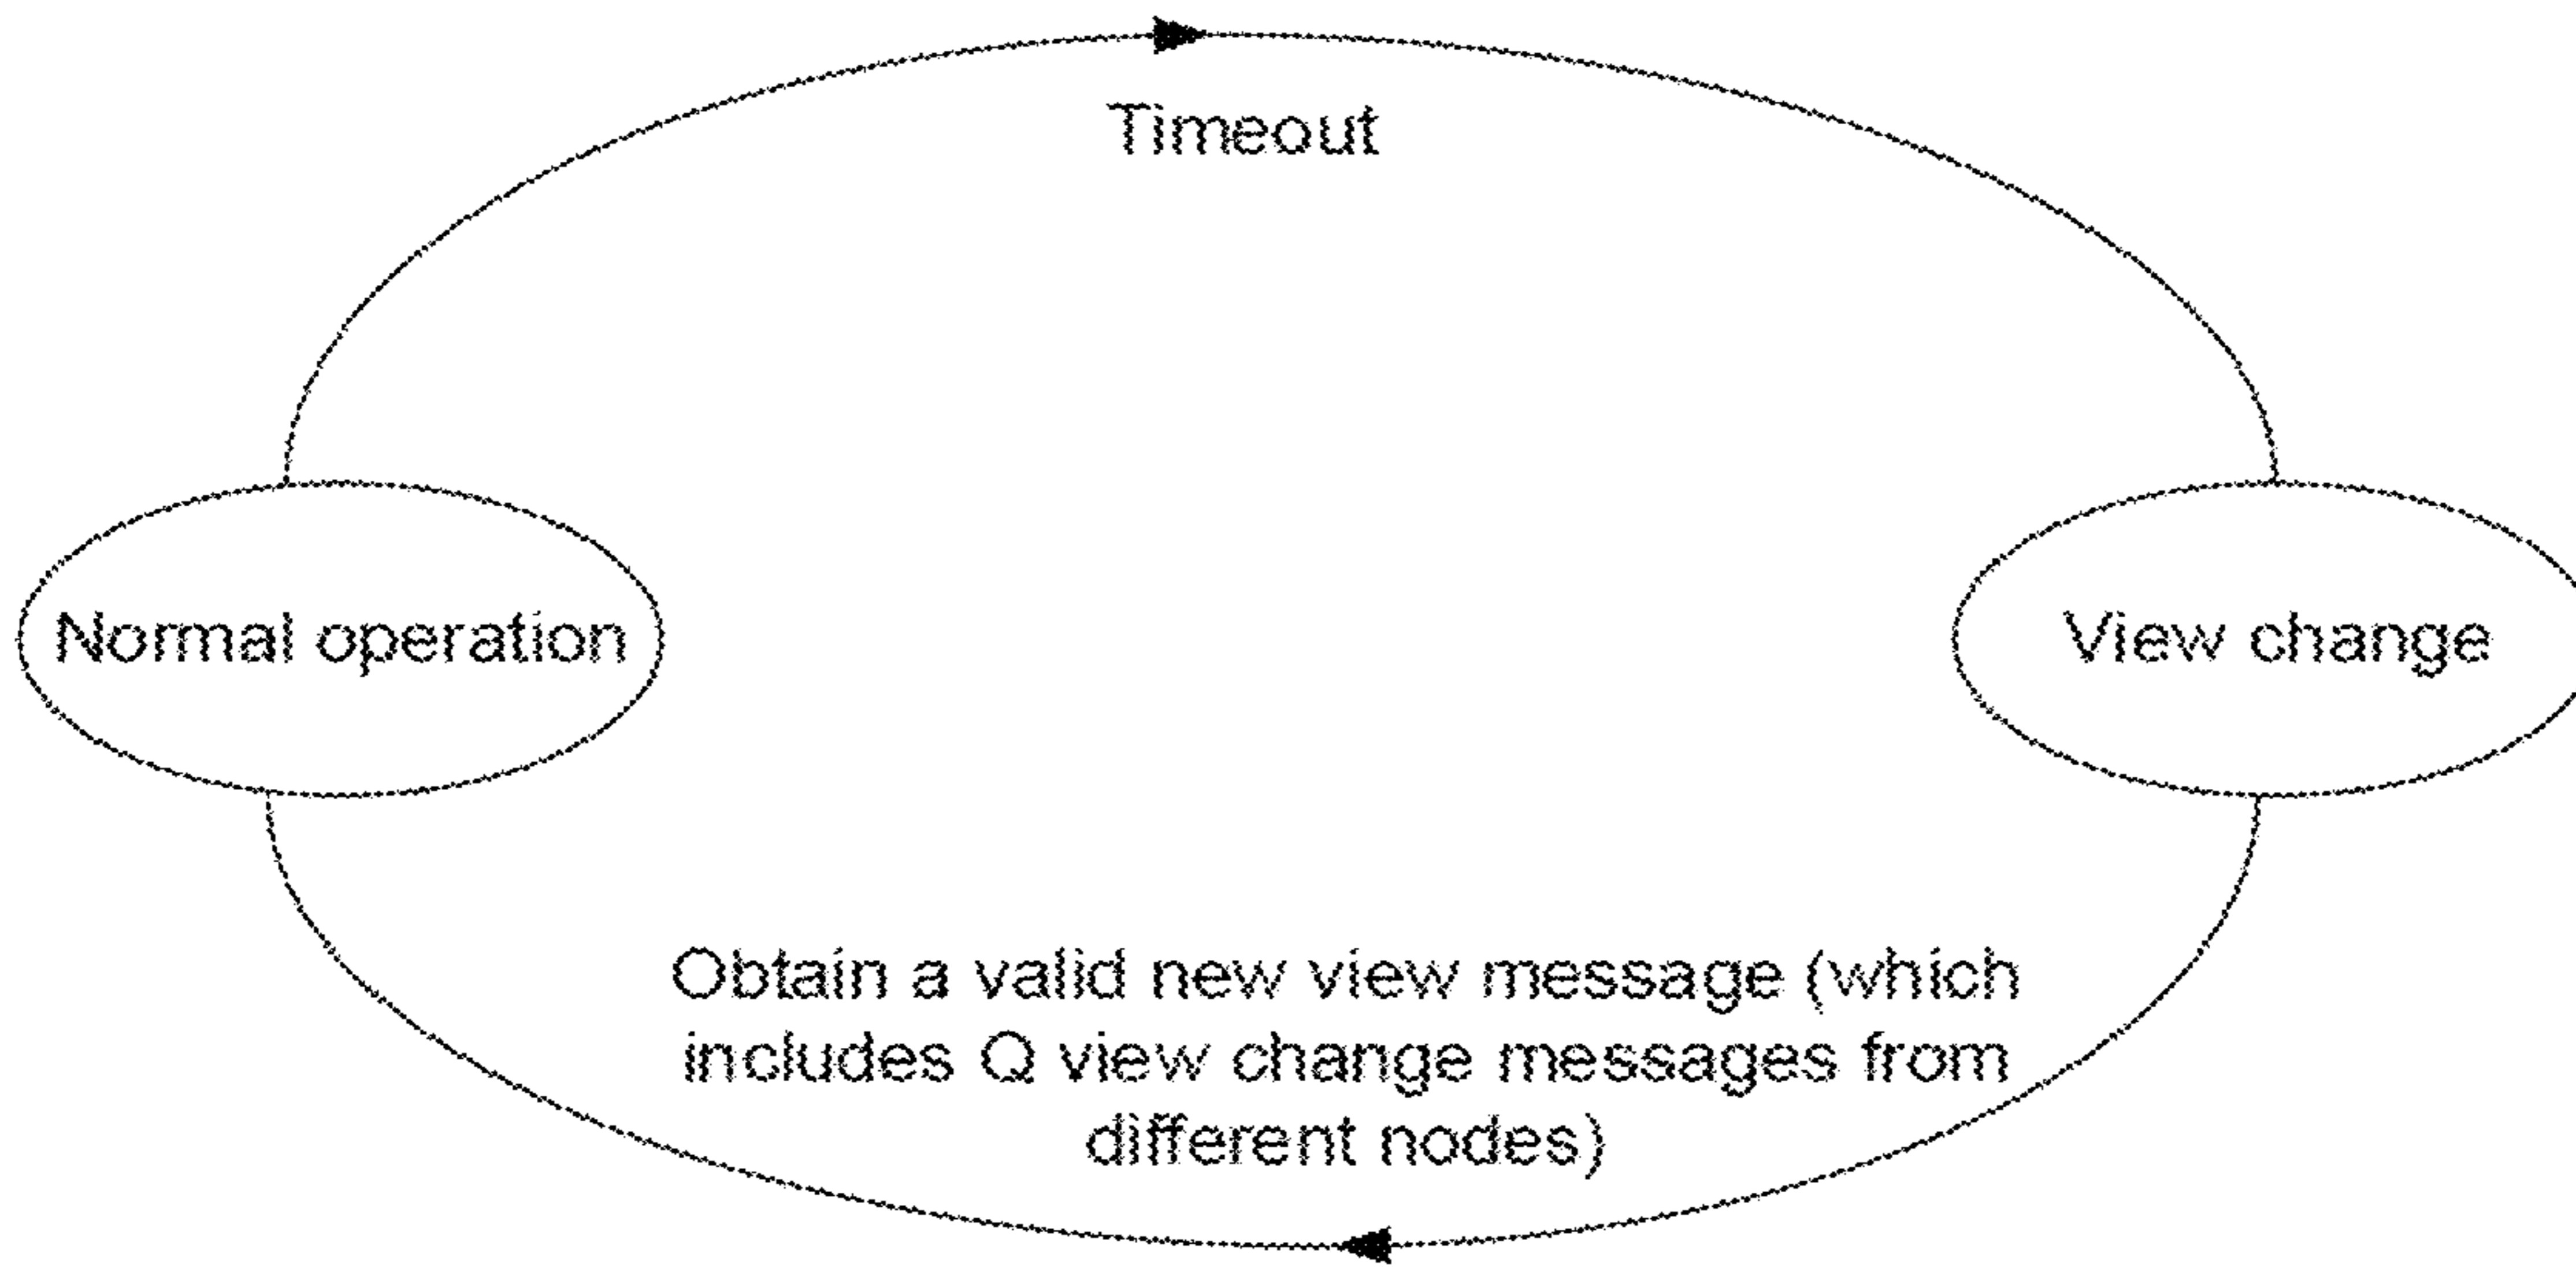 Timeout
Normal operation
View change
Obtain a valid new view message (which
includes Q view change messages from
different nodes)